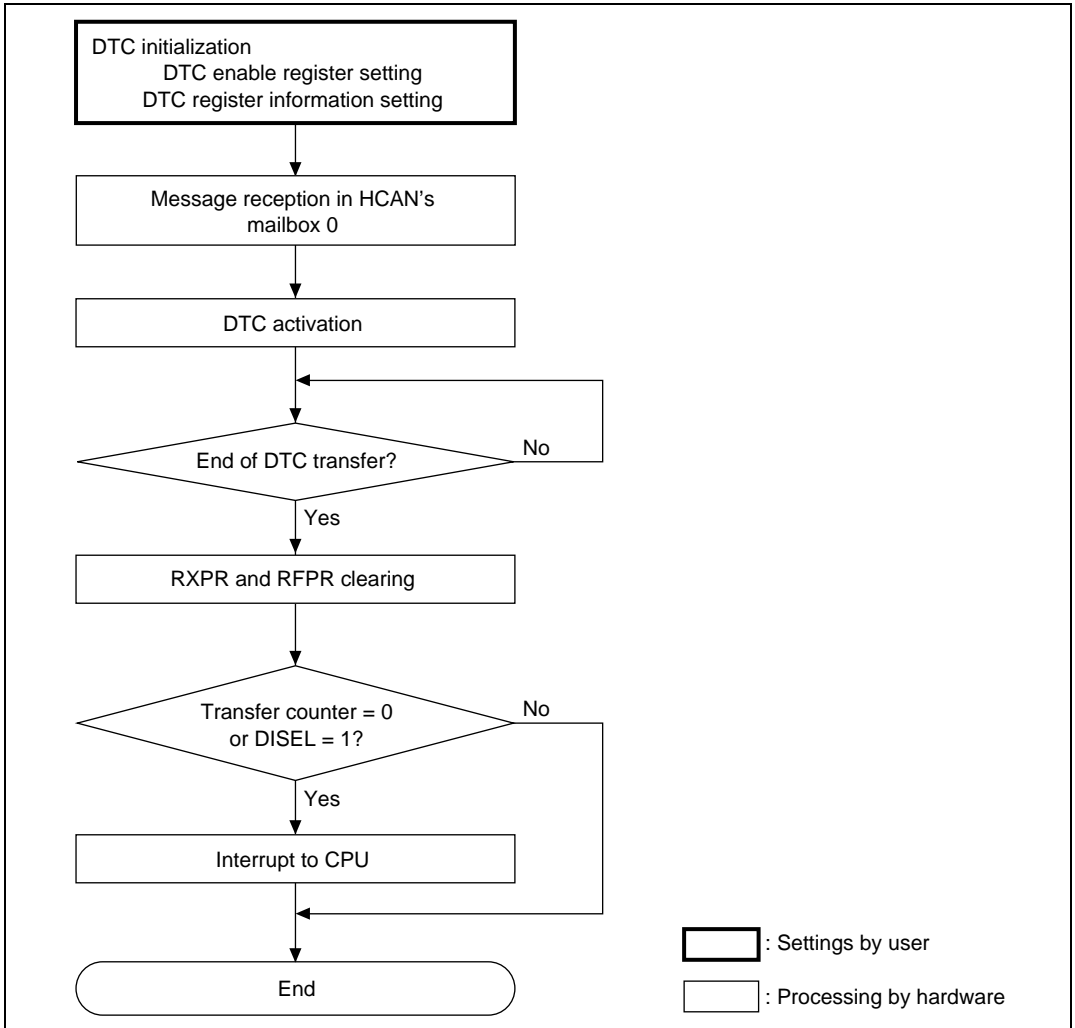 DTC initialization
DTC enable register setting
DTC register information setting
Message reception in HCAN's
mailbox 0
DTC activation
End of DTC transfer?
No
Yes
RXPR and RFPR clearing
Transfer counter = 0
or DISEL = 1?
No
Yes
Interrupt to CPU
End
: Settings by user
: Processing by hardware